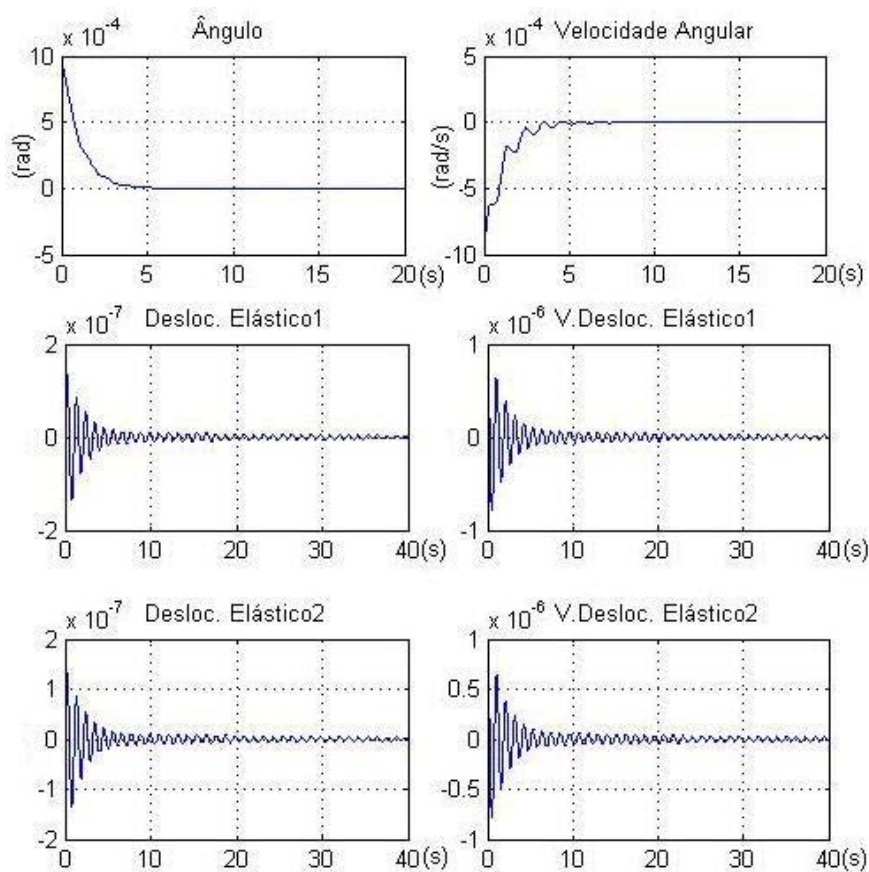 x 10^-4 Ângulo
10
5
0
-5
(rad)
0 5 10 15 20 (s)
x 10^-4 Velocidade Angular
5
0
-5
-10
(rad/s)
0 5 10 15 20 (s)
x 10^-7 Desloc. Elástico1
2
0
-2
0 10 20 30 40 (s)
x 10^-6 V.Desloc. Elástico1
1
0
-1
0 10 20 30 40 (s)
x 10^-7 Desloc. Elástico2
2
1
0
-1
-2
0 10 20 30 40 (s)
x 10^-6 V.Desloc. Elástico2
1
0.5
0
-0.5
-1
0 10 20 30 40 (s)